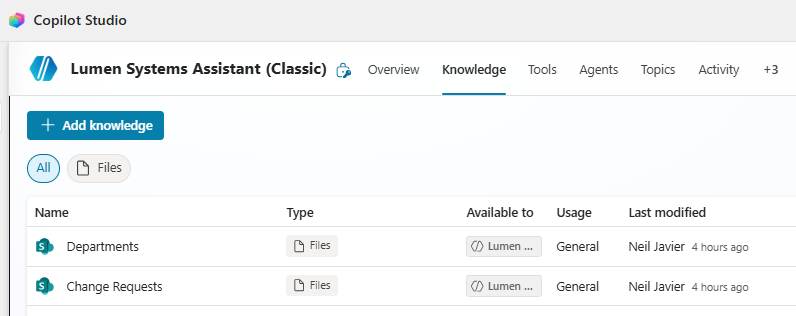 Copilot Studio
Lumen Systems Assistant (Classic) Overview Knowledge Tools Agents Topics Activity +3
+ Add knowledge
All Files
Name Type Available to Usage Last modified
Departments Files Lumen ... General Neil Javier 4 hours ago
Change Requests Files Lumen ... General Neil Javier 4 hours ago